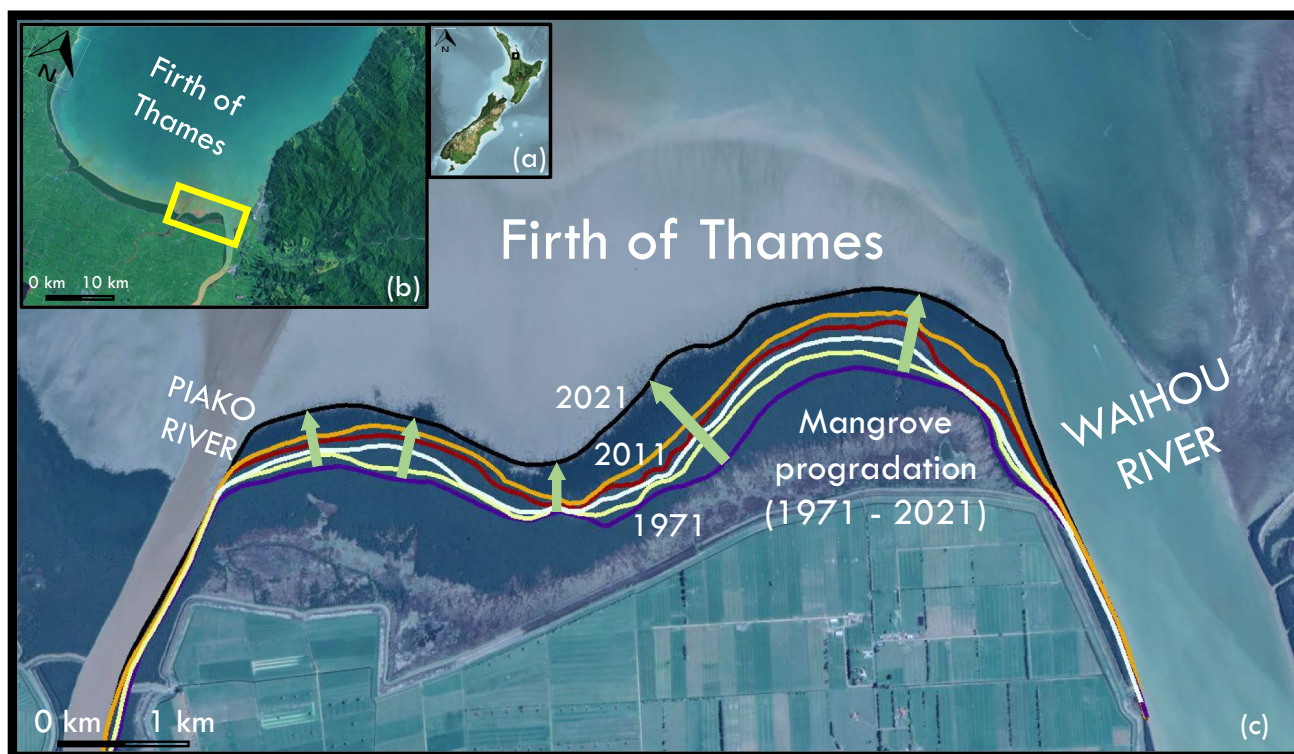 N
Firth of
Thames
0 km 10 km
(b)
N
(a)
Firth of Thames
PIAKO
RIVER
2021
2011
1971
Mangrove
progradation
(1971 - 2021)
WAIHOU
RIVER
0 km 1 km
(c)